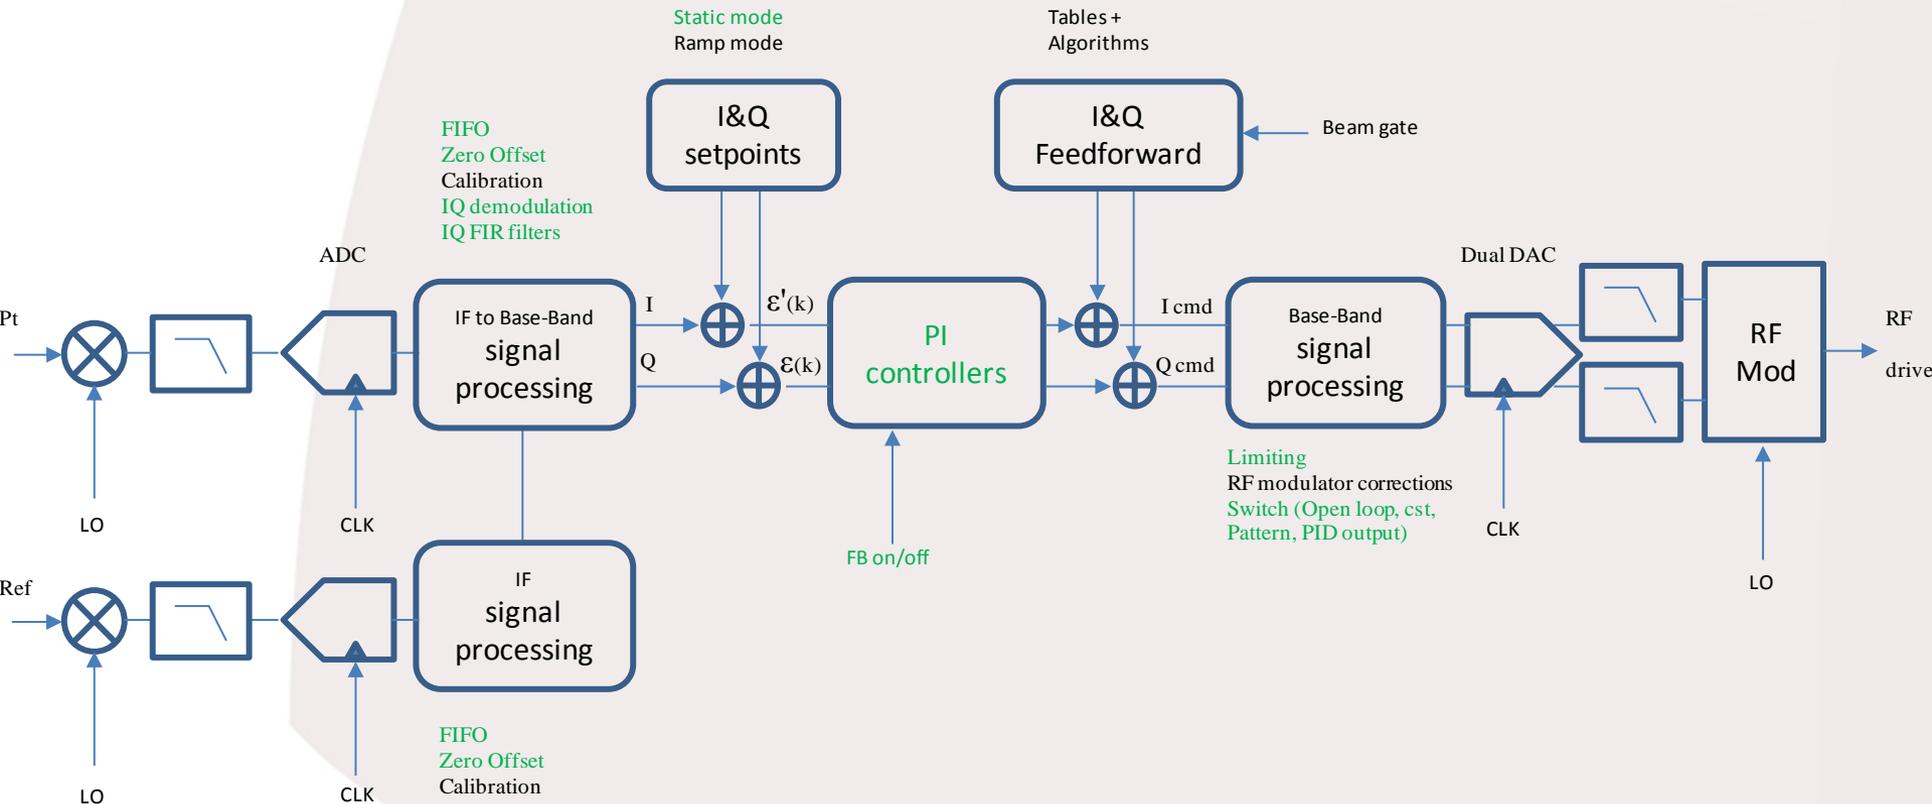 Static mode
Ramp mode
Tables +
Algorithms
I&Q
setpoints
I&Q
Feedforward
Beam gate
FIFO
Zero Offset
Calibration
IQ demodulation
IQ FIR filters
ADC
Dual DAC
Pt
IF to Base-Band
signal
processing
I
Q
ε'(k)
ε(k)
PI
controllers
I cmd
Q cmd
Base-Band
signal
processing
RF
Mod
RF
drive
LO
CLK
FB on/off
Limiting
RF modulator corrections
Switch (Open loop, cst,
Pattern, PID output)
CLK
LO
Ref
IF
signal
processing
FIFO
Zero Offset
Calibration
LO
CLK